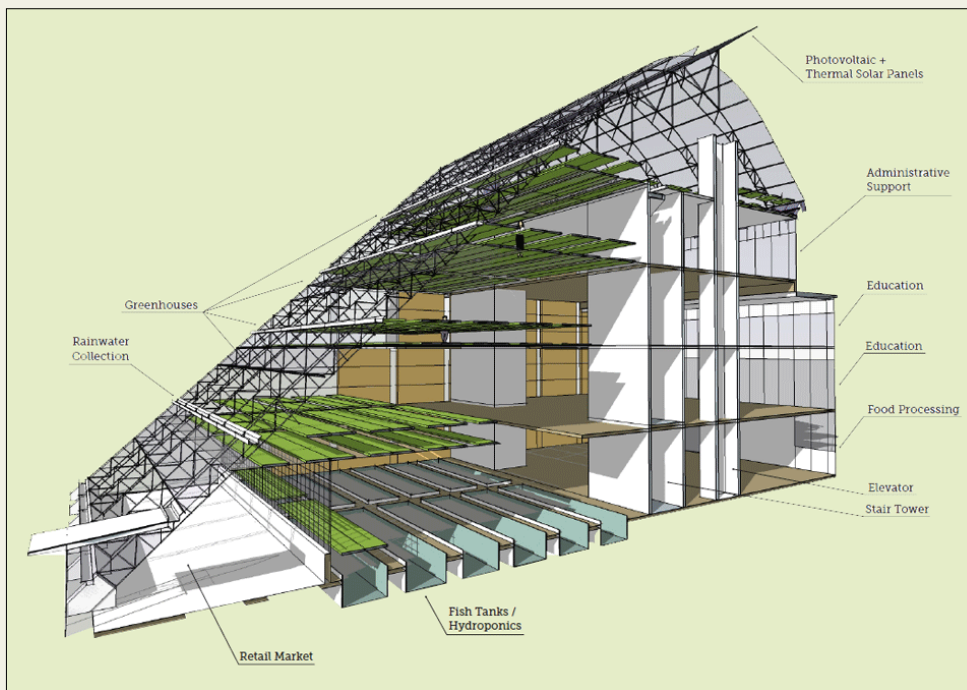 Photovoltaic +
Thermal Solar Panels
Administrative
Support
Greenhouses
Education
Rainwater
Collection
Education
Food Processing
Elevator
Stair Tower
Fish Tanks /
Hydroponics
Retail Market